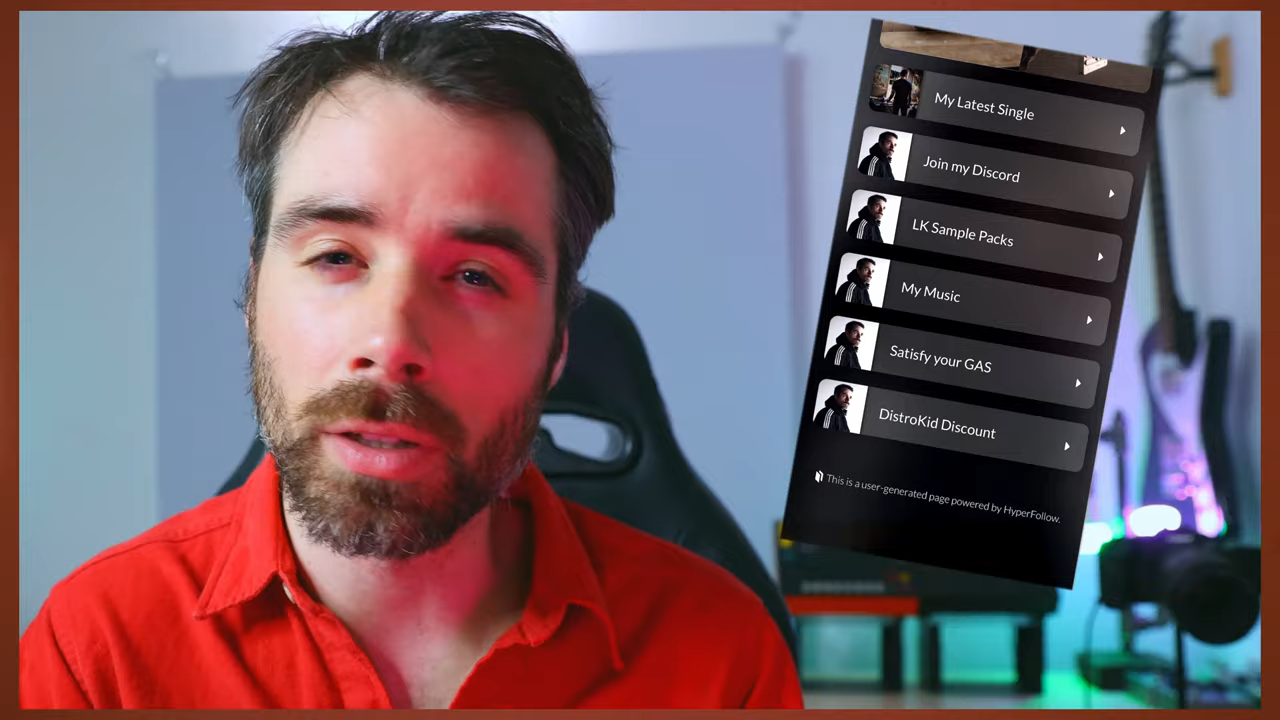 My Latest Single
Join my Discord
LK Sample Packs
My Music
Satisfy your GAS
DistroKid Discount
This is a user-generated page powered by HyperFollow.